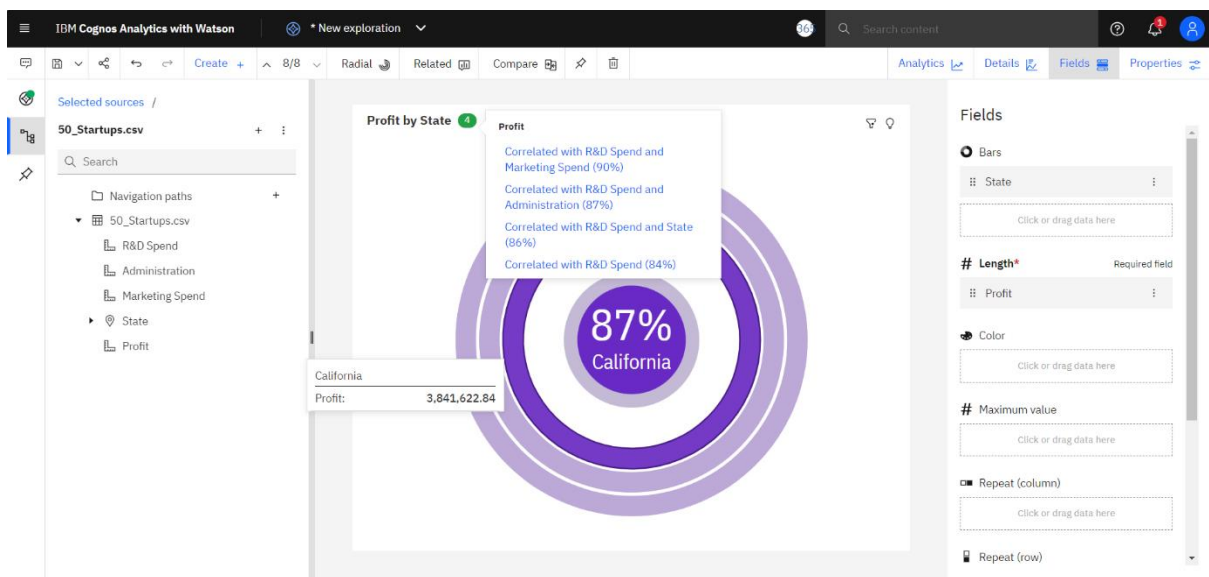 IBM Cognos Analytics with Watson
* New exploration
365
Search content
Create +
8/8
Radial
Related
Compare
Analytics
Details
Fields
Properties
Selected sources /
50_Startups.csv
Search
Navigation paths
50_Startups.csv
R&D Spend
Administration
Marketing Spend
State
Profit
Profit by State 4
Profit
Correlated with R&D Spend and
Marketing Spend (90%)
Correlated with R&D Spend and
Administration (87%)
Correlated with R&D Spend and State
(86%)
Correlated with R&D Spend (84%)
87%
California
California
Profit: 3,841,622.84
Fields
Bars
State
Click or drag data here
# Length* Required field
Profit
Color
Click or drag data here
# Maximum value
Click or drag data here
Repeat (column)
Click or drag data here
Repeat (row)